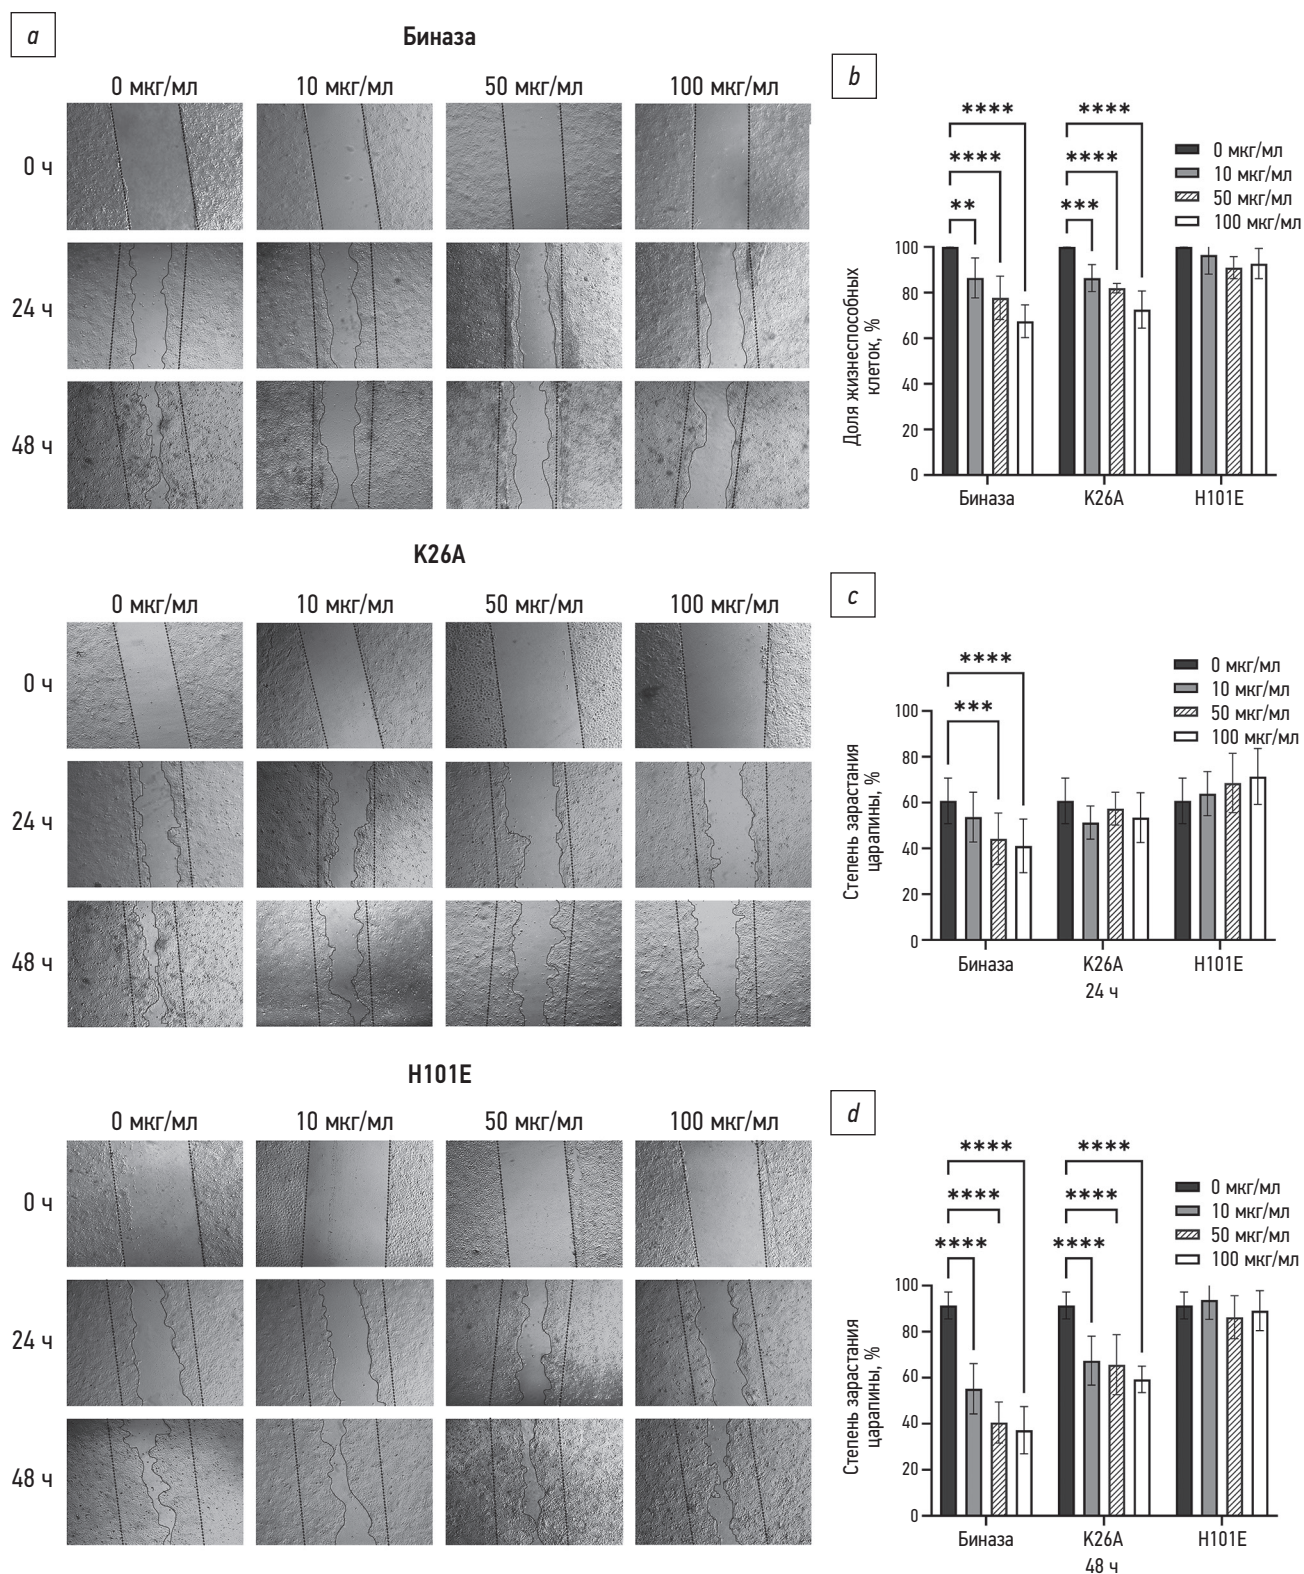 a
Биназа
0 мкг/мл 10 мкг/мл 50 мкг/мл 100 мкг/мл
0 ч
24 ч
48 ч
K26A
0 мкг/мл 10 мкг/мл 50 мкг/мл 100 мкг/мл
0 ч
24 ч
48 ч
H101E
0 мкг/мл 10 мкг/мл 50 мкг/мл 100 мкг/мл
0 ч
24 ч
48 ч
b
**** ****
**** ****
** ***
0 мкг/мл
10 мкг/мл
50 мкг/мл
100 мкг/мл
Доля жизнеспособных
клеток, %
100
80
60
40
20
0
Биназа K26A H101E
c
****
***
0 мкг/мл
10 мкг/мл
50 мкг/мл
100 мкг/мл
Степень зарастания
царапины, %
100
80
60
40
20
0
Биназа K26A H101E
24 ч
d
**** ****
**** ****
**** ****
0 мкг/мл
10 мкг/мл
50 мкг/мл
100 мкг/мл
Степень зарастания
царапины, %
100
80
60
40
20
0
Биназа K26A H101E
48 ч